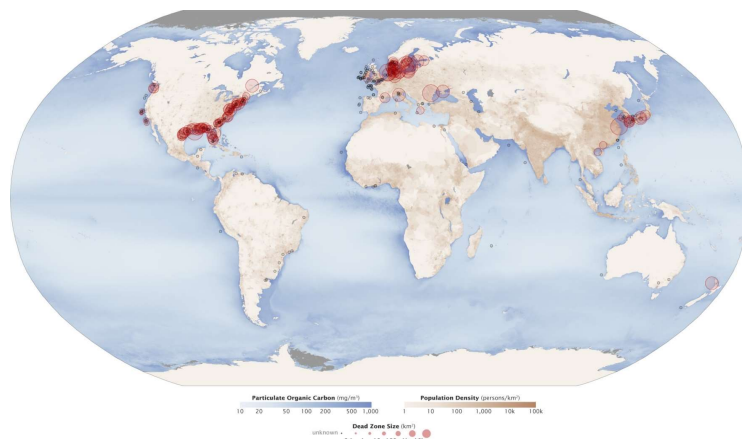 Particulate Organic Carbon (mg/m³)
10 20 50 100 200 500 1,000
Population Density (persons/km²)
1 10 100 1,000 10k 100k
Dead Zone Size (km²)
unknown